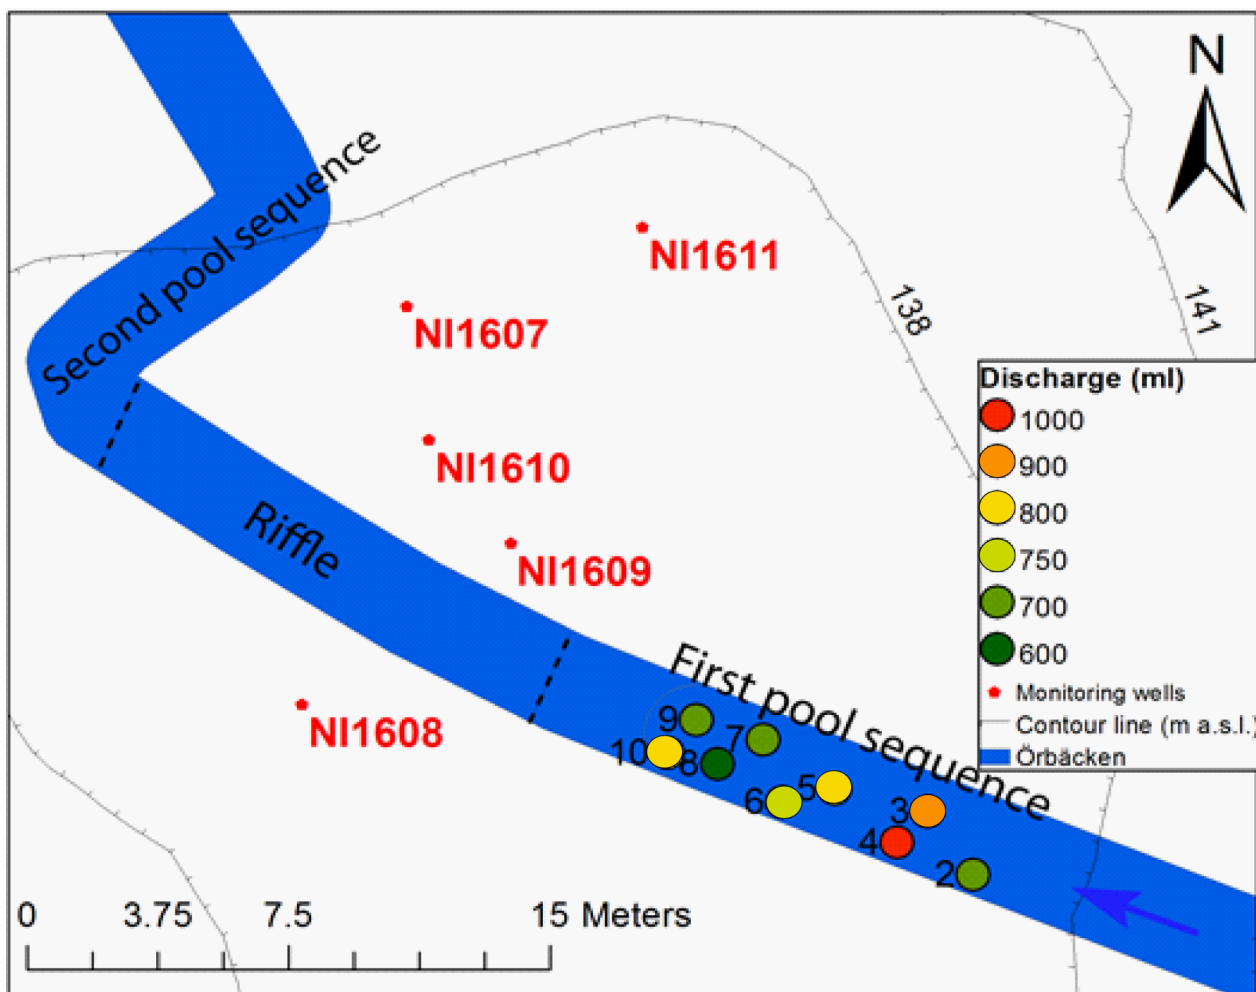 N
Second pool sequence
NI1611
NI1607
138
141
NI1610
Riffle
NI1609
NI1608
First pool sequence
9
7
10
8
5
6
3
4
2
Discharge (ml)
1000
900
800
750
700
600
Monitoring wells
Contour line (m a.s.l.)
Örbäcken
0 3.75 7.5 15 Meters